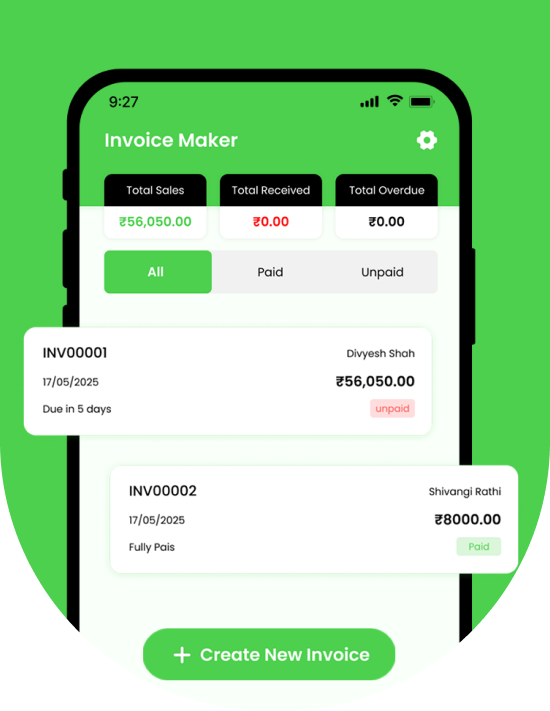 9:27
Invoice Maker
Total Sales Total Received Total Overdue
₹56,050.00 ₹0.00 ₹0.00
All Paid Unpaid
INV00001 Divyesh Shah
17/05/2025 ₹56,050.00
Due in 5 days unpaid
INV00002 Shivangi Rathi
17/05/2025 ₹8000.00
Fully Pais Paid
+ Create New Invoice